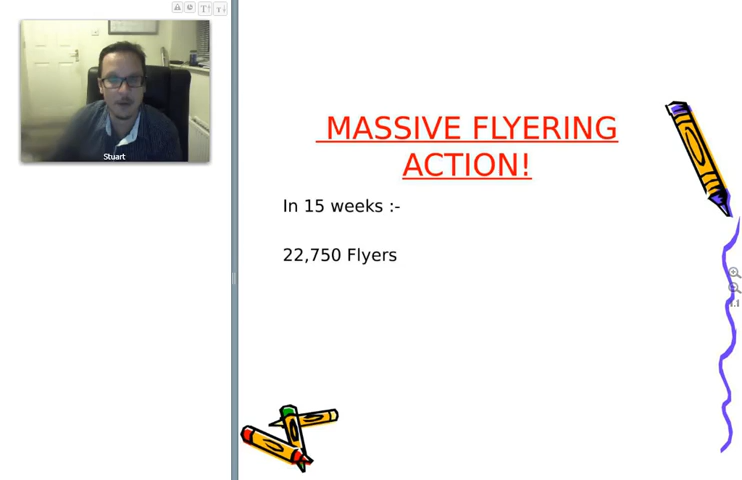 T↑ T↓
Stuart
MASSIVE FLYERING
ACTION!
In 15 weeks :-
22,750 Flyers